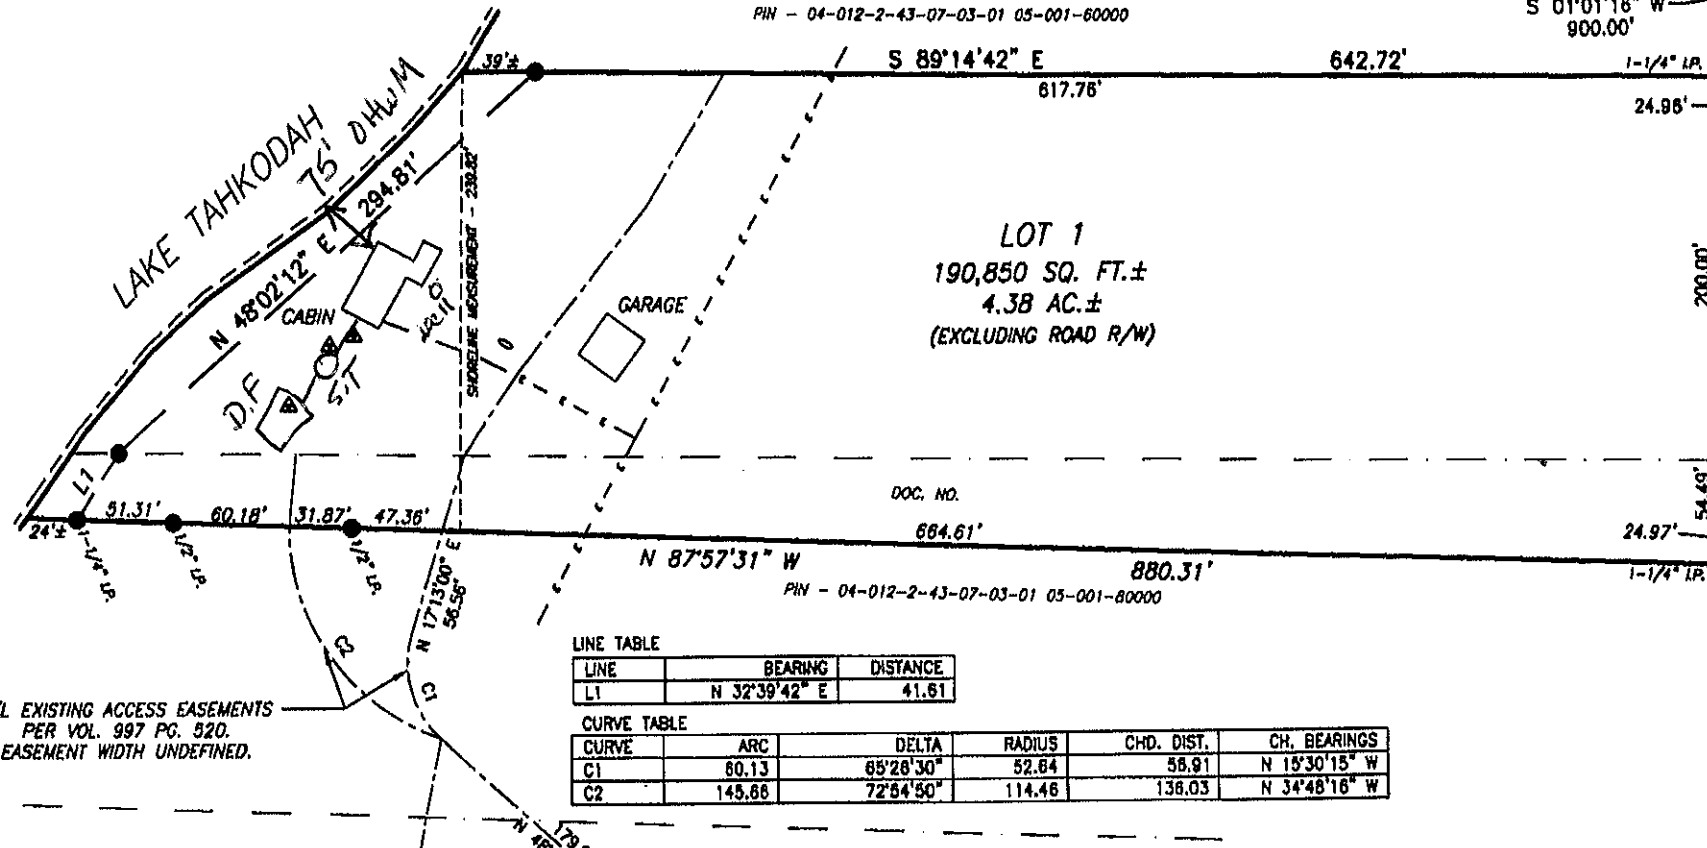 PIN - 04-012-2-43-07-03-01 05-001-60000
S 01°01'16" W
900.00'
39'±
S 89°14'42" E
642.72'
1-1/4" I.P.
617.76'
24.96'
LAKE TAHKODAH
75' OHWM
N 48°02'12" E
294.81'
SHORELINE MEASUREMENT - 239.82'
LOT 1
190,850 SQ. FT.±
4.38 AC.±
(EXCLUDING ROAD R/W)
200.00'
CABIN
well
GARAGE
D.F
S.T
L1
DOC. NO.
54.49'
24'±
51.31'
60.18'
31.87'
47.36'
664.61'
24.97'
1-1/4" I.P.
1/2" I.P.
1/2" I.P.
N 87°57'31" W
880.31'
1-1/4" I.P.
PIN - 04-012-2-43-07-03-01 05-001-80000
N 17°13'00" E
56.56'
C2
C1
L EXISTING ACCESS EASEMENTS
PER VOL. 997 PG. 520.
EASEMENT WIDTH UNDEFINED.
LINE TABLE
LINE BEARING DISTANCE
L1 N 32°39'42" E 41.61
CURVE TABLE
CURVE ARC DELTA RADIUS CHD. DIST. CH. BEARINGS
C1 60.13 65°26'30" 52.64 56.91 N 15°30'15" W
C2 145.66 72°54'50" 114.46 136.03 N 34°48'16" W
N 48°
179.